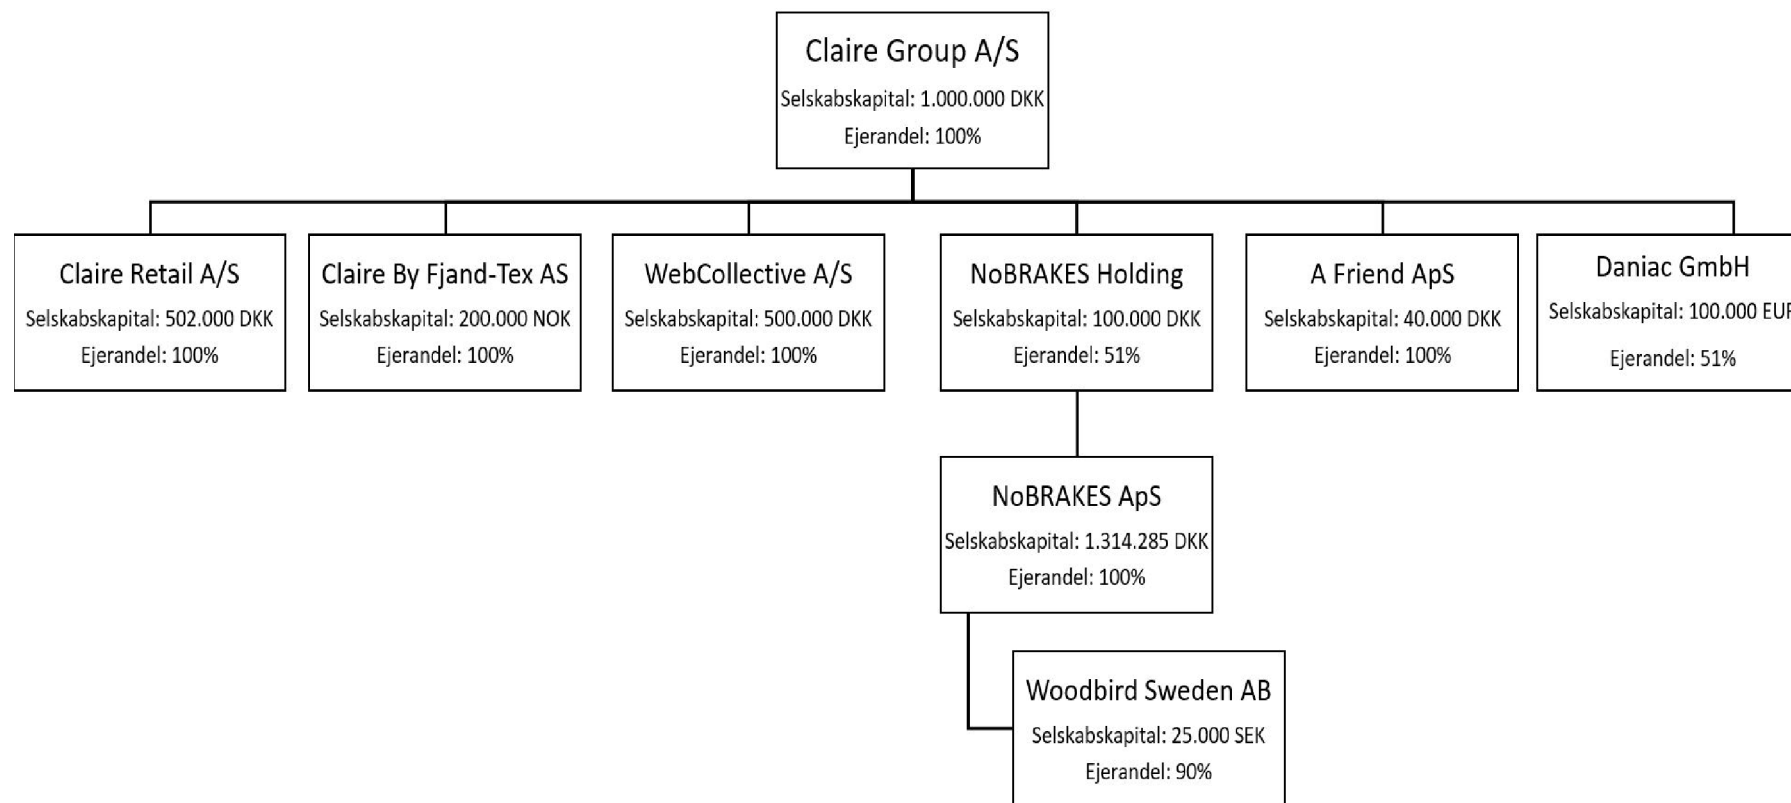 Claire Group A/S
Selskabskapital: 1.000.000 DKK
Ejerandel: 100%
Claire Retail A/S
Selskabskapital: 502.000 DKK
Ejerandel: 100%
Claire By Fjand-Tex AS
Selskabskapital: 200.000 NOK
Ejerandel: 100%
WebCollective A/S
Selskabskapital: 500.000 DKK
Ejerandel: 100%
NoBRAKES Holding
Selskabskapital: 100.000 DKK
Ejerandel: 51%
A Friend ApS
Selskabskapital: 40.000 DKK
Ejerandel: 100%
Daniac GmbH
Selskabskapital: 100.000 EUR
Ejerandel: 51%
NoBRAKES ApS
Selskabskapital: 1.314.285 DKK
Ejerandel: 100%
Woodbird Sweden AB
Selskabskapital: 25.000 SEK
Ejerandel: 90%